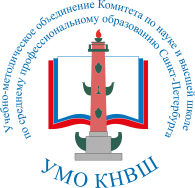 Учебно-методическое объединение Комитета по науке и высшей школе
по среднему профессиональному образованию Санкт-Петербурга
УМО КНВШ